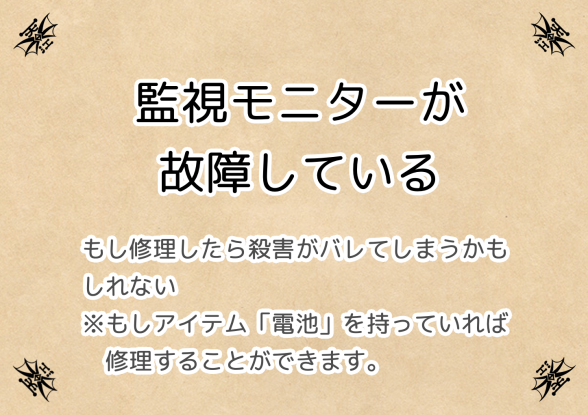 監視モニターが
故障している
もし修理したら殺害がバレてしまうかも
しれない
※もしアイテム「電池」を持っていれば
修理することができます。